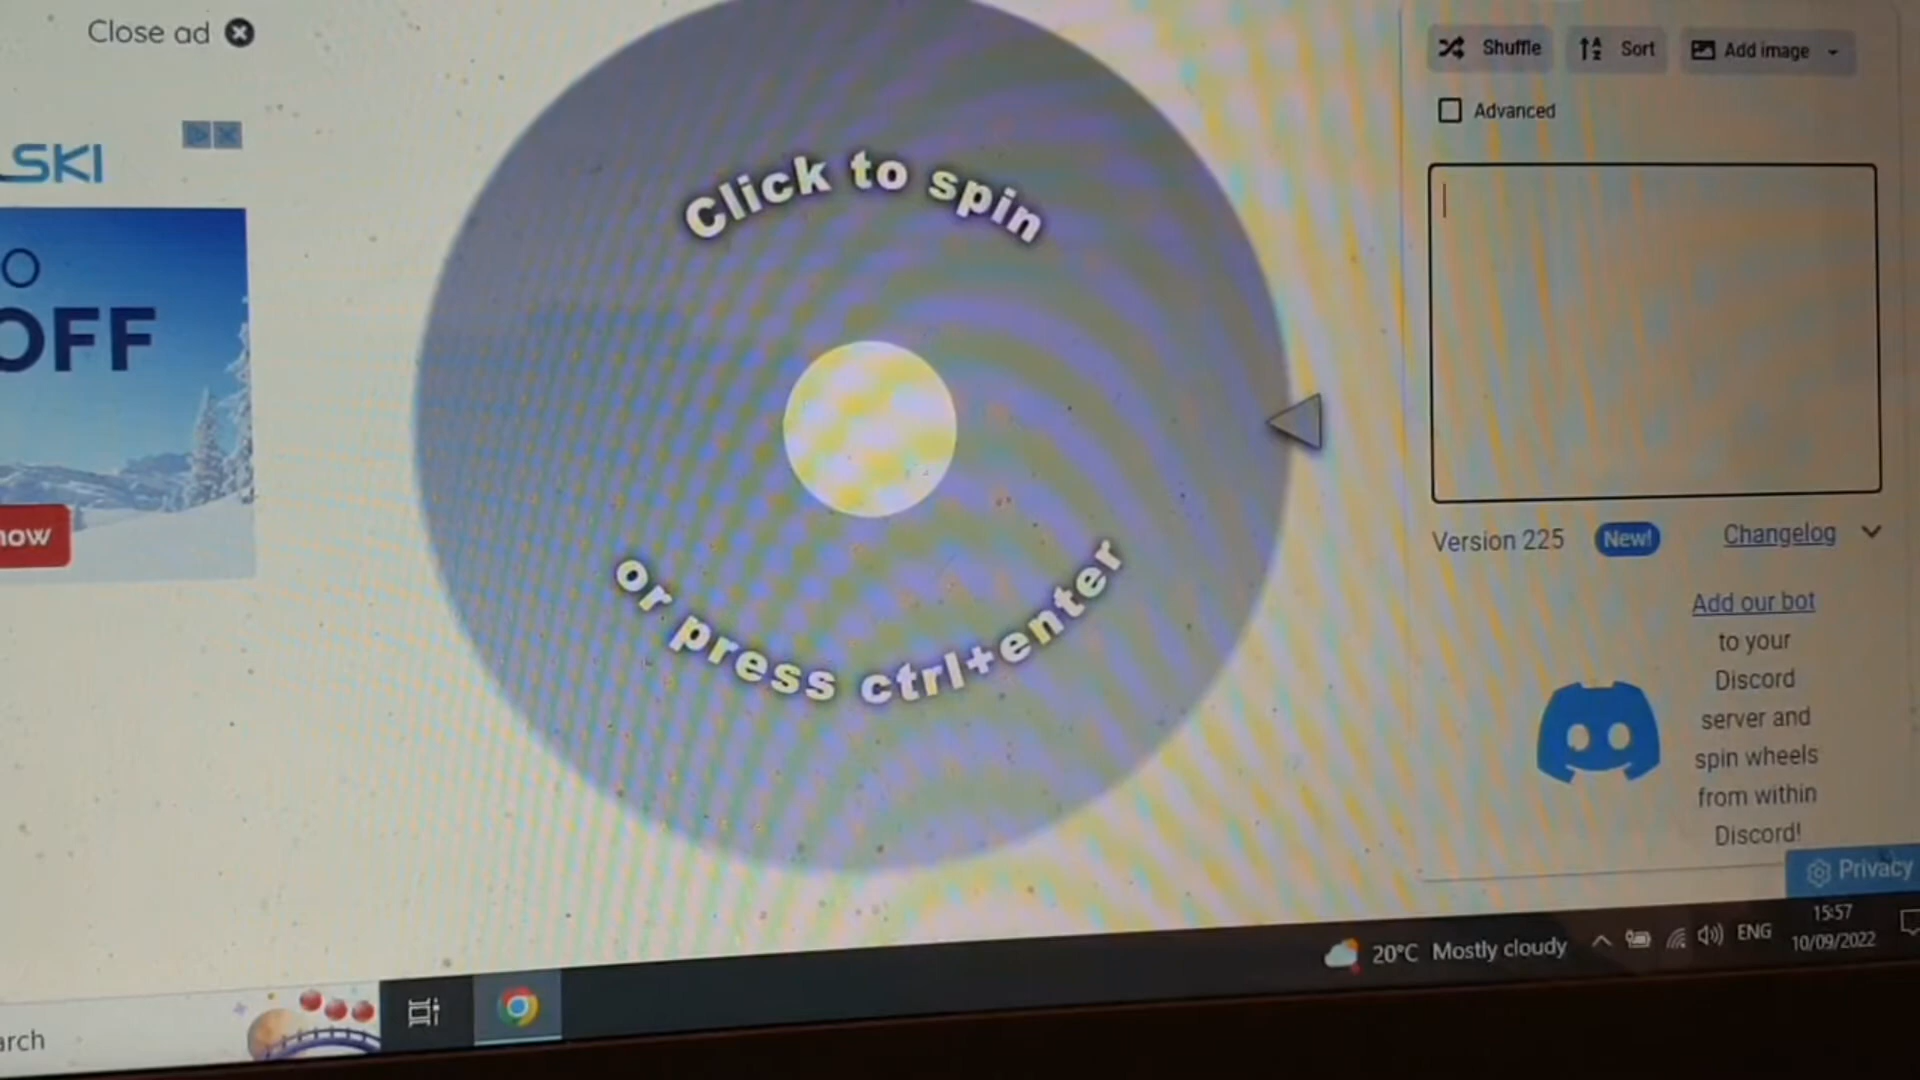 Close ad
SKI
OFF
now
Click to spin
or press ctrl+enter
Shuffle
Sort
Add image
Advanced
Version 225
New!
Changelog
Add our bot
to your
Discord
server and
spin wheels
from within
Discord!
Privacy
20°C Mostly cloudy
ENG
15:57
10/09/2022
arch